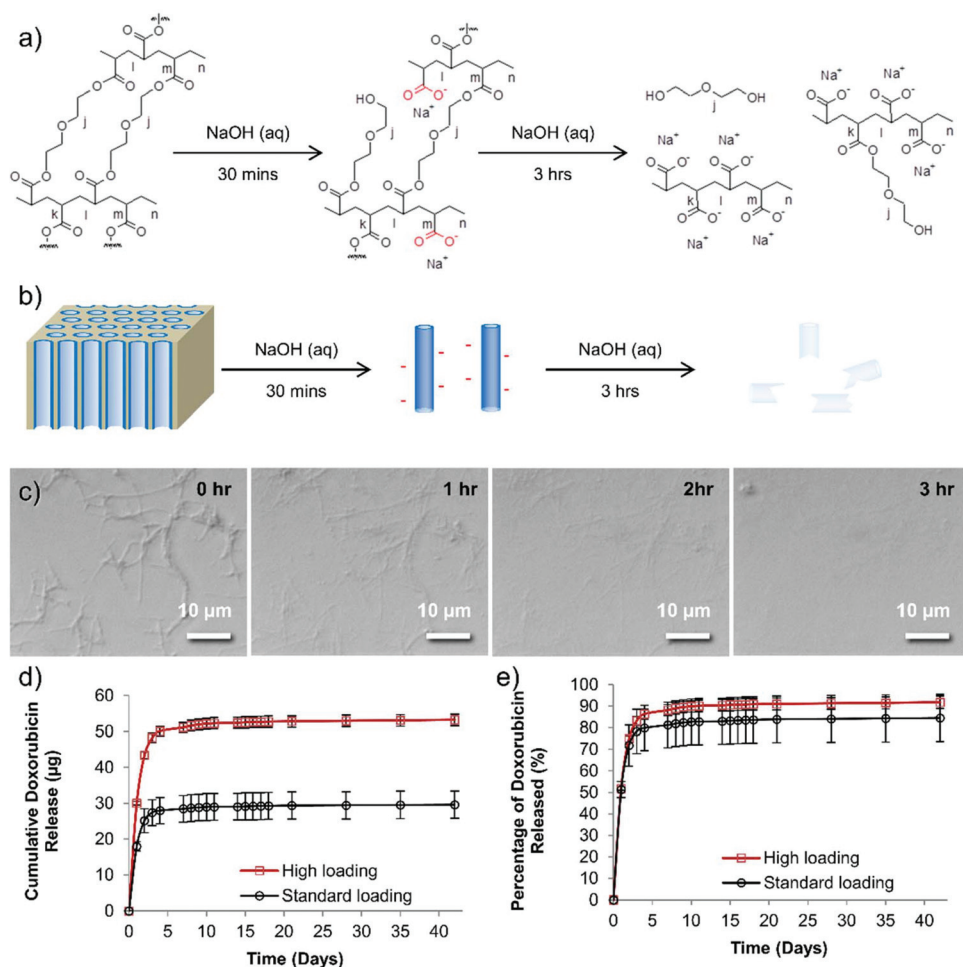 a)
O
O
O
O
l
m
n
O
O
O
O
j
j
O
O
O
O
O
O
k
l
m
n
O
O
O
O
NaOH (aq)
30 mins
O
O
O
O
l
m
n
O
O-
Na+
HO
O
j
j
O
O
O
O
O
O
k
l
m
n
O
O
O
O-
Na+
NaOH (aq)
3 hrs
HO
O
OH
j
Na+
Na+
O
O-
O
O-
k
l
m
n
O
O-
O
O-
Na+
Na+
Na+
Na+
O
O-
O
O-
k
l
m
n
O
O
O
O-
Na+
O
j
OH
b)
NaOH (aq)
30 mins
- - - - - - - -
NaOH (aq)
3 hrs
c)
0 hr
10 µm
1 hr
10 µm
2hr
10 µm
3 hr
10 µm
d)
Cumulative Doxorubicin
Release (µg)
60
50
40
30
20
10
0
High loading
Standard loading
0 5 10 15 20 25 30 35 40
Time (Days)
e)
Percentage of Doxorubicin
Released (%)
100
90
80
70
60
50
40
30
20
10
0
High loading
Standard loading
0 5 10 15 20 25 30 35 40
Time (Days)